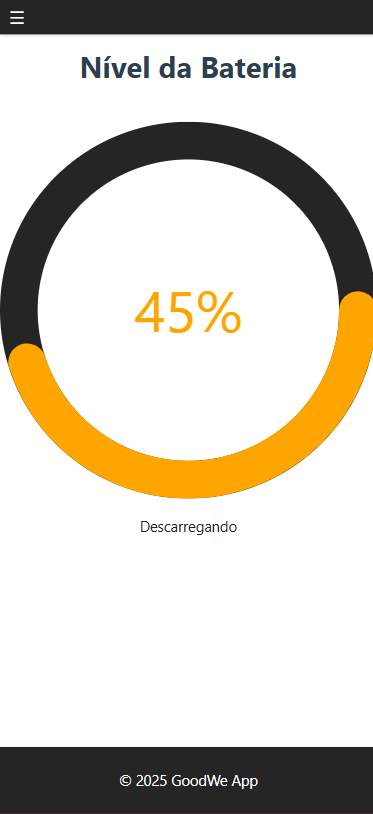 ☰
Nível da Bateria
45%
Descarregando
© 2025 GoodWe App